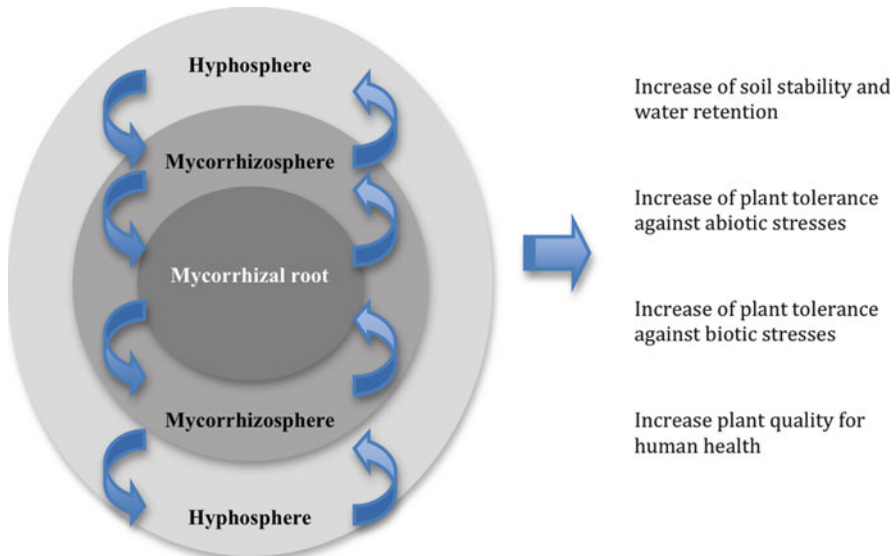 Hyphosphere
Mycorrhizosphere
Mycorrhizal root
Mycorrhizosphere
Hyphosphere
Increase of soil stability and
water retention
Increase of plant tolerance
against abiotic stresses
Increase of plant tolerance
against biotic stresses
Increase plant quality for
human health